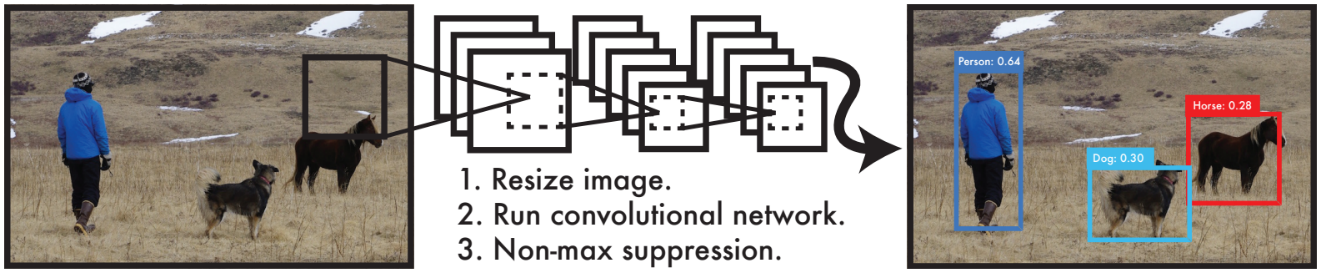 1. Resize image.
2. Run convolutional network.
3. Non-max suppression.
Person: 0.64
Horse: 0.28
Dog: 0.30